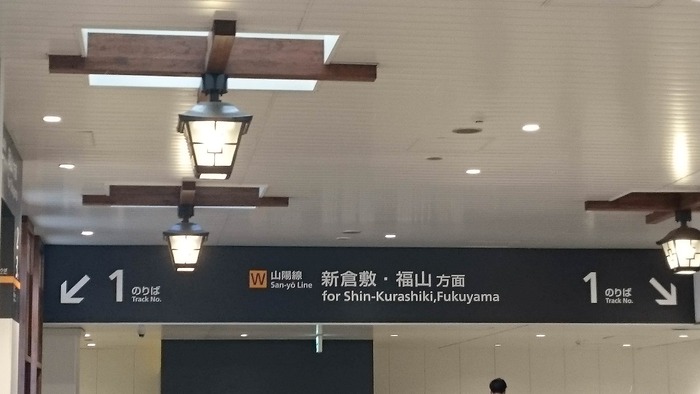 1 のりば
Track No.
W 山陽線
San-yō Line
新倉敷・福山 方面
for Shin-Kurashiki,Fukuyama
1 のりば
Track No.